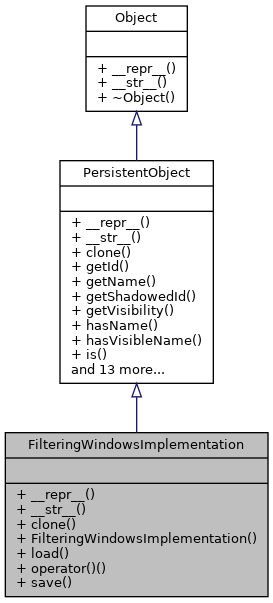 Object
+ __repr__()
+ __str__()
+ ~Object()
PersistentObject
+ __repr__()
+ __str__()
+ clone()
+ getId()
+ getName()
+ getShadowedId()
+ getVisibility()
+ hasName()
+ hasVisibleName()
+ is()
and 13 more...
FilteringWindowsImplementation
+ __repr__()
+ __str__()
+ clone()
+ FilteringWindowsImplementation()
+ load()
+ operator()()
+ save()